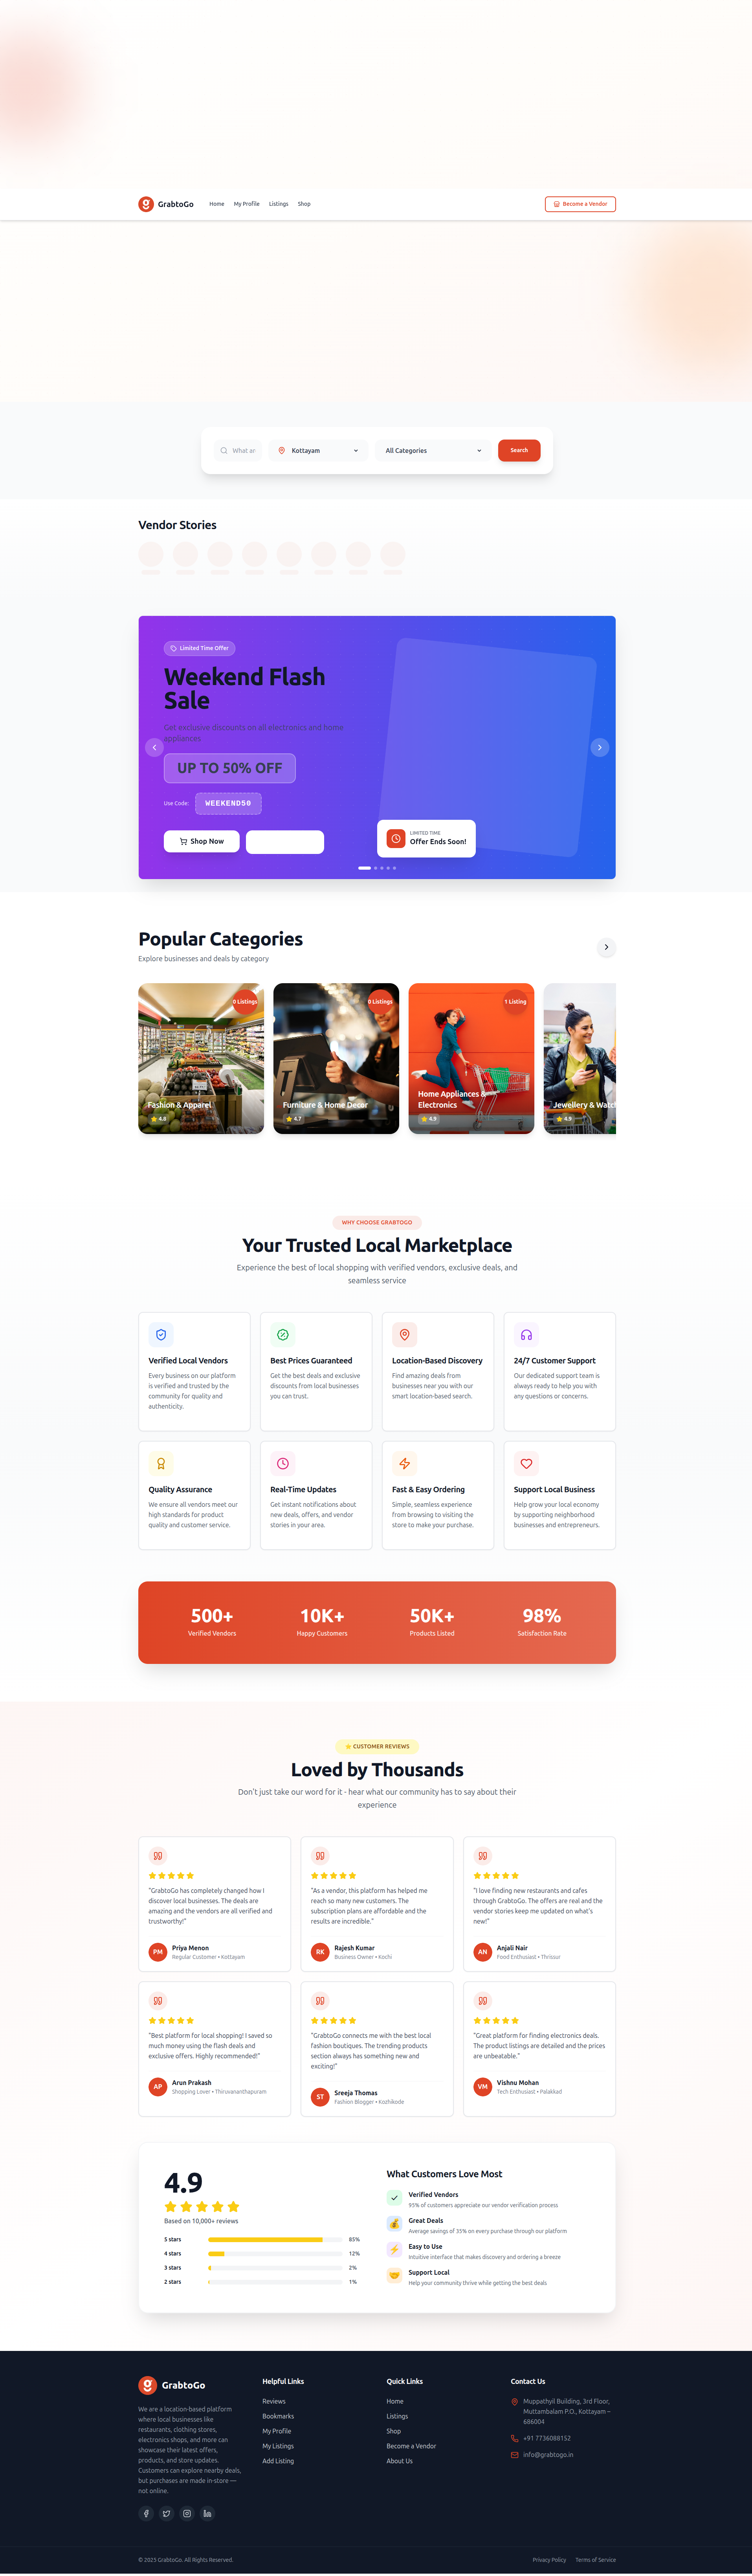 GrabtoGo
Home
My Profile
Listings
Shop
Become a Vendor
What ar
Kottayam
All Categories
Search
Vendor Stories
Limited Time Offer
Weekend Flash
Sale
Get exclusive discounts on all electronics and home
appliances
UP TO 50% OFF
Use Code:
WEEKEND50
Shop Now
LIMITED TIME
Offer Ends Soon!
Popular Categories
Explore businesses and deals by category
0 Listings
Fashion & Apparel
4.8
0 Listings
Furniture & Home Decor
4.7
1 Listing
Home Appliances &
Electronics
4.9
Jewellery & Watch
4.9
WHY CHOOSE GRABTOGO
Your Trusted Local Marketplace
Experience the best of local shopping with verified vendors, exclusive deals, and
seamless service
Verified Local Vendors
Every business on our platform
is verified and trusted by the
community for quality and
authenticity.
Best Prices Guaranteed
Get the best deals and exclusive
discounts from local businesses
you can trust.
Location-Based Discovery
Find amazing deals from
businesses near you with our
smart location-based search.
24/7 Customer Support
Our dedicated support team is
always ready to help you with
any questions or concerns.
Quality Assurance
We ensure all vendors meet our
high standards for product
quality and customer service.
Real-Time Updates
Get instant notifications about
new deals, offers, and vendor
stories in your area.
Fast & Easy Ordering
Simple, seamless experience
from browsing to visiting the
store to make your purchase.
Support Local Business
Help grow your local economy
by supporting neighborhood
businesses and entrepreneurs.
500+
Verified Vendors
10K+
Happy Customers
50K+
Products Listed
98%
Satisfaction Rate
CUSTOMER REVIEWS
Loved by Thousands
Don't just take our word for it - hear what our community has to say about their
experience
"GrabtoGo has completely changed how I
discover local businesses. The deals are
amazing and the vendors are all verified and
trustworthy!"
PM
Priya Menon
Regular Customer • Kottayam
"As a vendor, this platform has helped me
reach so many new customers. The
subscription plans are affordable and the
results are incredible."
RK
Rajesh Kumar
Business Owner • Kochi
"I love finding new restaurants and cafes
through GrabtoGo. The offers are real and the
vendor stories keep me updated on what's
new!"
AN
Anjali Nair
Food Enthusiast • Thrissur
"Best platform for local shopping! I saved so
much money using the flash deals and
exclusive offers. Highly recommended!"
AP
Arun Prakash
Shopping Lover • Thiruvananthapuram
"GrabtoGo connects me with the best local
fashion boutiques. The trending products
section always has something new and
exciting!"
ST
Sreeja Thomas
Fashion Blogger • Kozhikode
"Great platform for finding electronics deals.
The product listings are detailed and the prices
are unbeatable."
VM
Vishnu Mohan
Tech Enthusiast • Palakkad
4.9
Based on 10,000+ reviews
5 stars
85%
4 stars
12%
3 stars
2%
2 stars
1%
What Customers Love Most
Verified Vendors
95% of customers appreciate our vendor verification process
Great Deals
Average savings of 35% on every purchase through our platform
Easy to Use
Intuitive interface that makes discovery and ordering a breeze
Support Local
Help your community thrive while getting the best deals
GrabtoGo
We are a location-based platform
where local businesses like
restaurants, clothing stores,
electronics shops, and more can
showcase their latest offers,
products, and store updates.
Customers can explore nearby deals,
but purchases are made in-store —
not online.
Helpful Links
Reviews
Bookmarks
My Profile
My Listings
Add Listing
Quick Links
Home
Listings
Shop
Become a Vendor
About Us
Contact Us
Muppathyil Building, 3rd Floor,
Muttambalam P.O., Kottayam –
686004
+91 7736088152
info@grabtogo.in
© 2025 GrabtoGo. All Rights Reserved.
Privacy Policy
Terms of Service